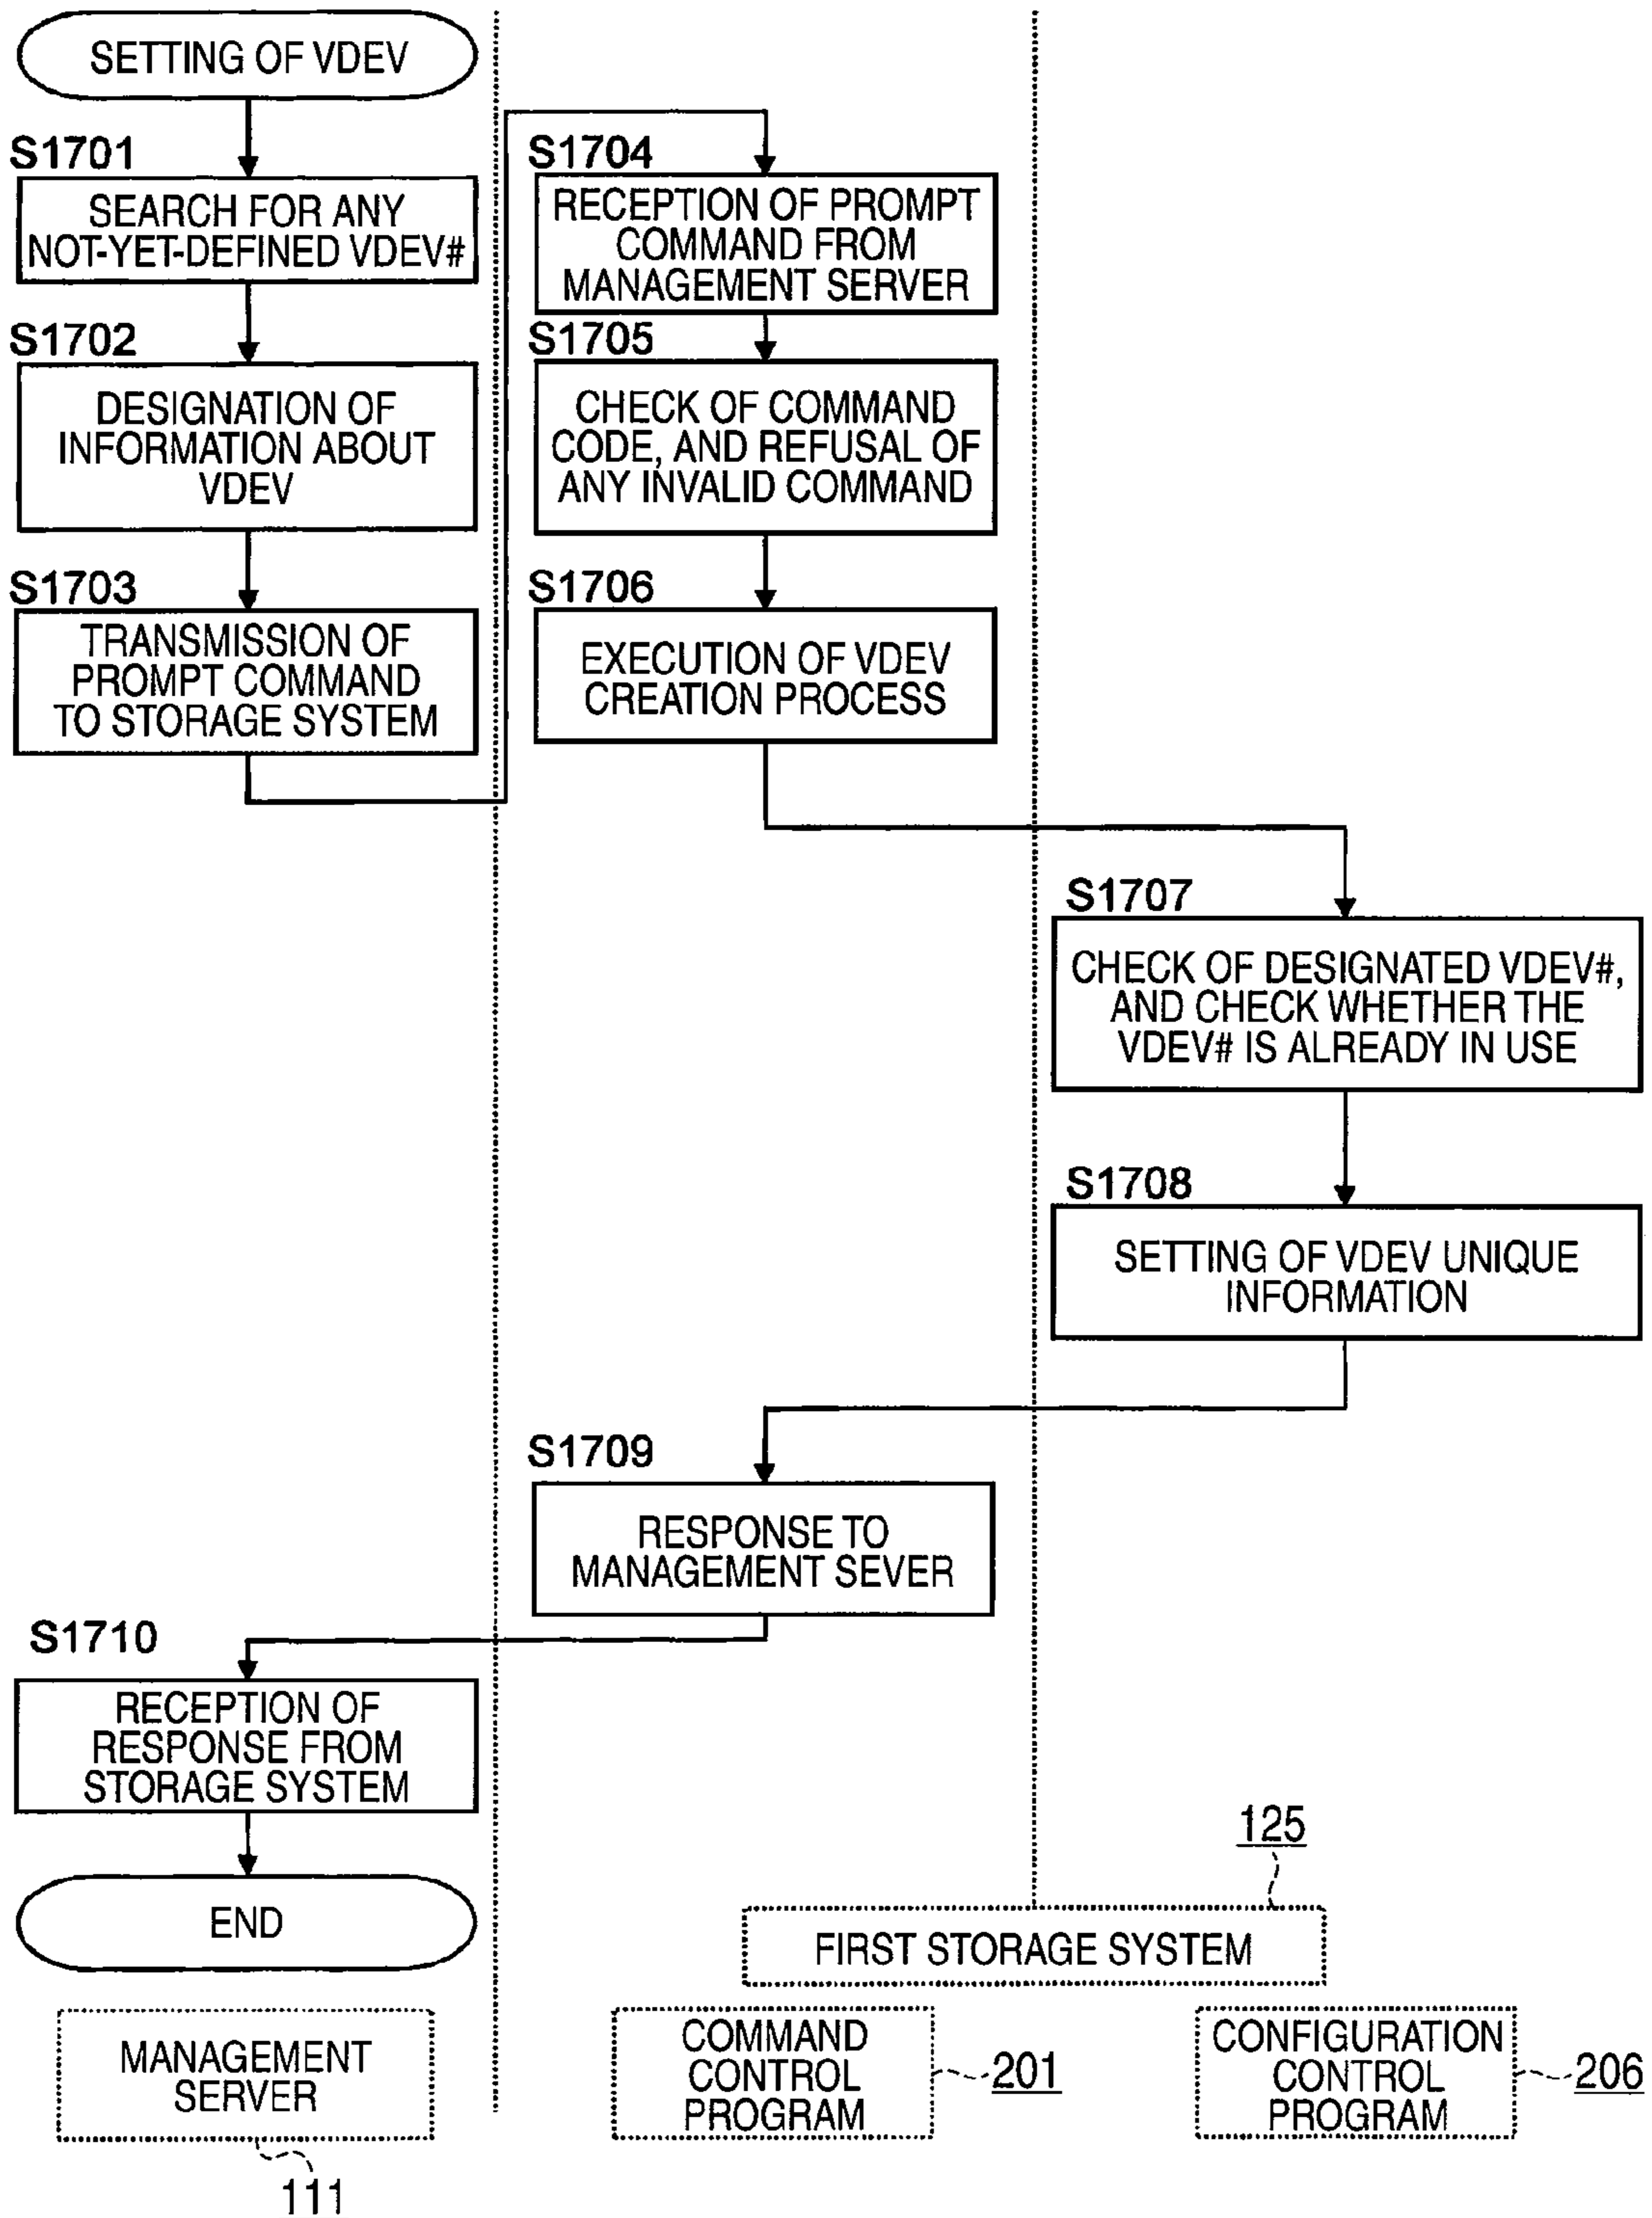 SETTING OF VDEV
S1701
SEARCH FOR ANY
NOT-YET-DEFINED VDEV#
S1702
DESIGNATION OF
INFORMATION ABOUT
VDEV
S1703
TRANSMISSION OF
PROMPT COMMAND
TO STORAGE SYSTEM
S1704
RECEPTION OF PROMPT
COMMAND FROM
MANAGEMENT SERVER
S1705
CHECK OF COMMAND
CODE, AND REFUSAL OF
ANY INVALID COMMAND
S1706
EXECUTION OF VDEV
CREATION PROCESS
S1707
CHECK OF DESIGNATED VDEV#,
AND CHECK WHETHER THE
VDEV# IS ALREADY IN USE
S1708
SETTING OF VDEV UNIQUE
INFORMATION
S1709
RESPONSE TO
MANAGEMENT SEVER
S1710
RECEPTION OF
RESPONSE FROM
STORAGE SYSTEM
END
125
FIRST STORAGE SYSTEM
MANAGEMENT
SERVER
111
COMMAND
CONTROL
PROGRAM
201
CONFIGURATION
CONTROL
PROGRAM
206